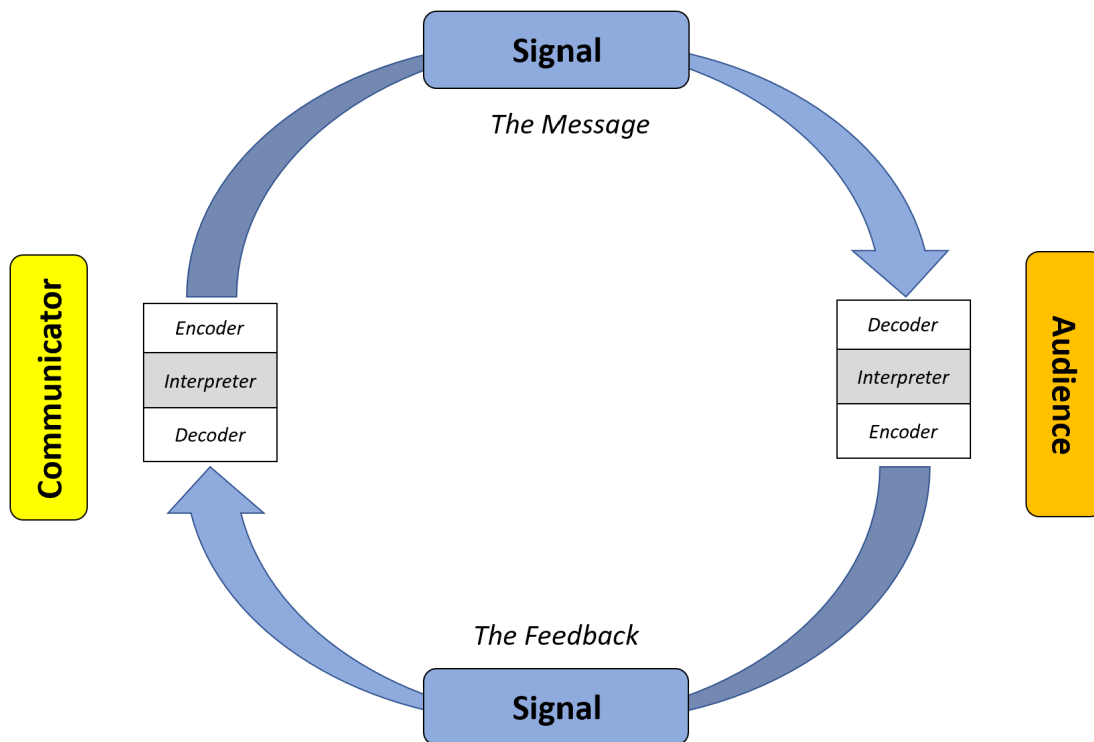 Signal
The Message
Communicator
Encoder
Interpreter
Decoder
Decoder
Interpreter
Encoder
Audience
The Feedback
Signal